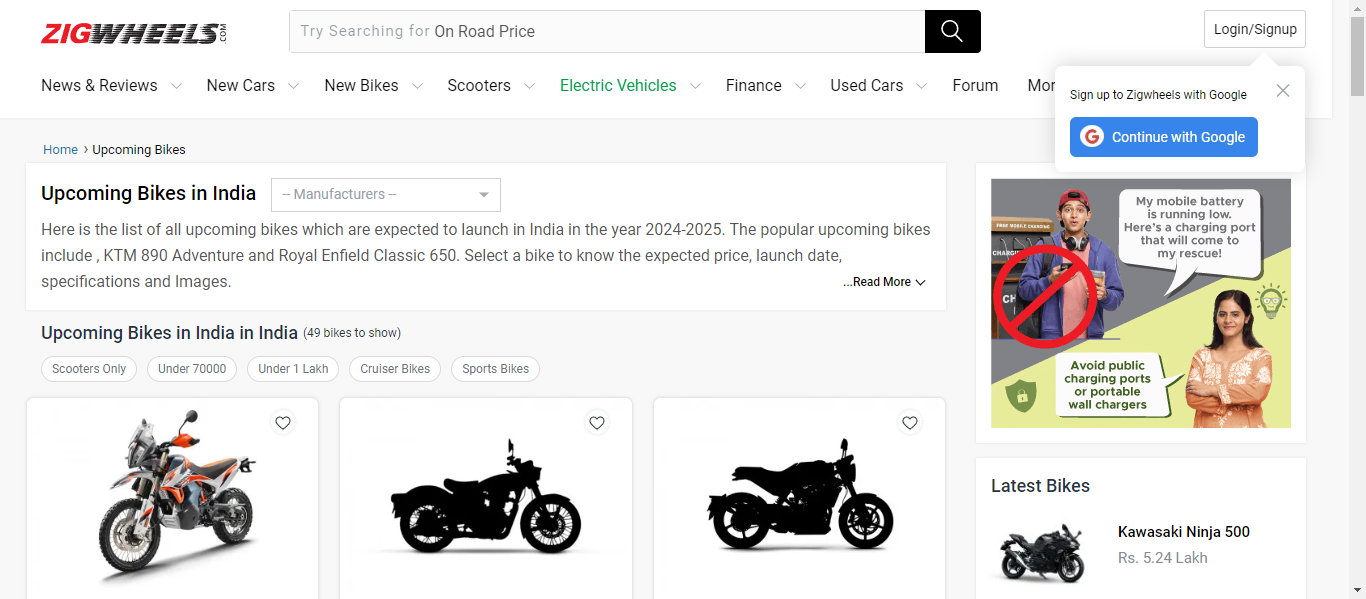 ZIGWHEELS.COM
Try Searching for On Road Price
Login/Signup
News & Reviews
New Cars
New Bikes
Scooters
Electric Vehicles
Finance
Used Cars
Forum
Mor
Sign up to Zigwheels with Google
G Continue with Google
Home › Upcoming Bikes
Upcoming Bikes in India
-- Manufacturers --
Here is the list of all upcoming bikes which are expected to launch in India in the year 2024-2025. The popular upcoming bikes
include , KTM 890 Adventure and Royal Enfield Classic 650. Select a bike to know the expected price, launch date,
specifications and Images.
...Read More
Upcoming Bikes in India in India (49 bikes to show)
Scooters Only
Under 70000
Under 1 Lakh
Cruiser Bikes
Sports Bikes
FREE MOBILE CHARGING
My mobile battery
is running low.
Here's a charging port
that will come to
my rescue!
Avoid public
charging ports
or portable
wall chargers
Latest Bikes
Kawasaki Ninja 500
Rs. 5.24 Lakh